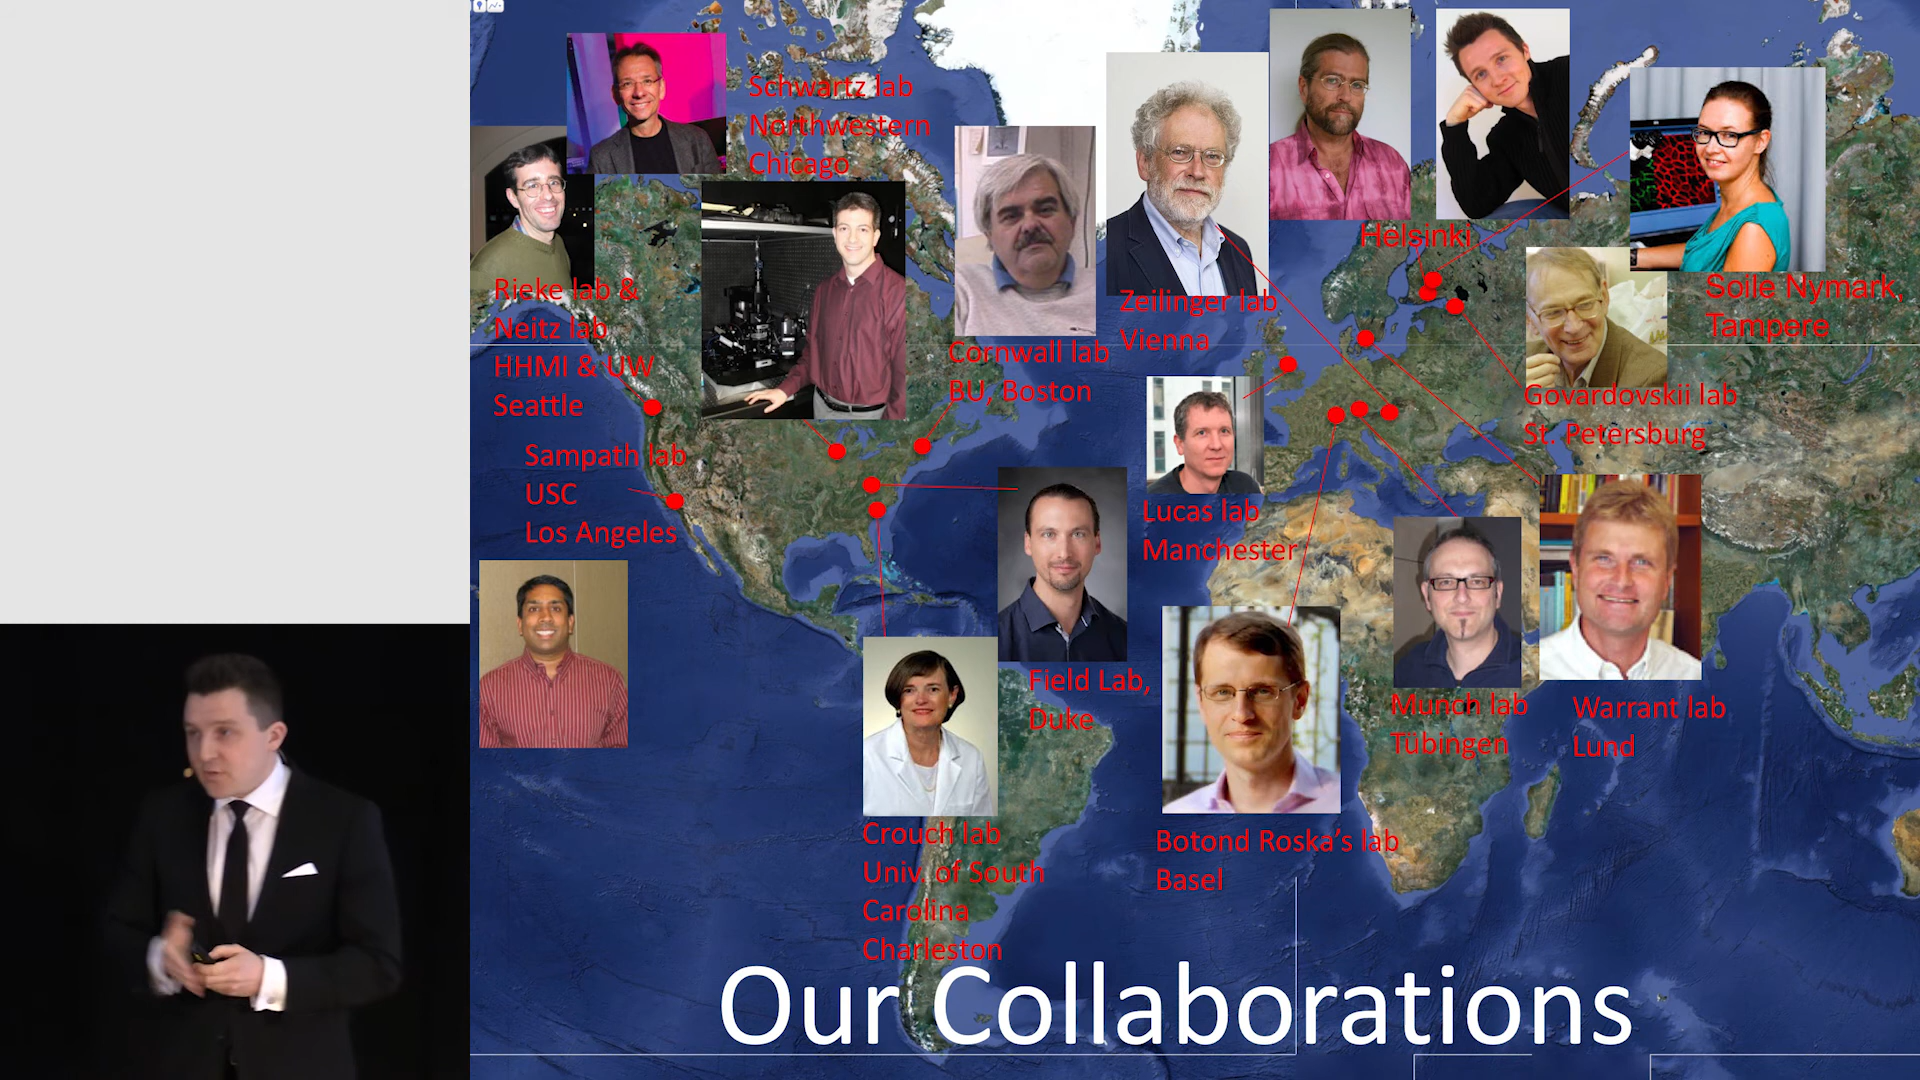 Schwartz lab
Northwestern
Chicago
Rieke lab &
Neitz lab
HHMI & UW
Seattle
Sampath lab
USC
Los Angeles
Cornwall lab
BU, Boston
Zeilinger lab
Vienna
Helsinki
Soile Nymark,
Tampere
Govardovskii lab
St. Petersburg
Lucas lab
Manchester
Field Lab,
Duke
Munch lab
Tübingen
Warrant lab
Lund
Crouch lab
Univ. of South
Carolina
Charleston
Botond Roska's lab
Basel
Our Collaborations